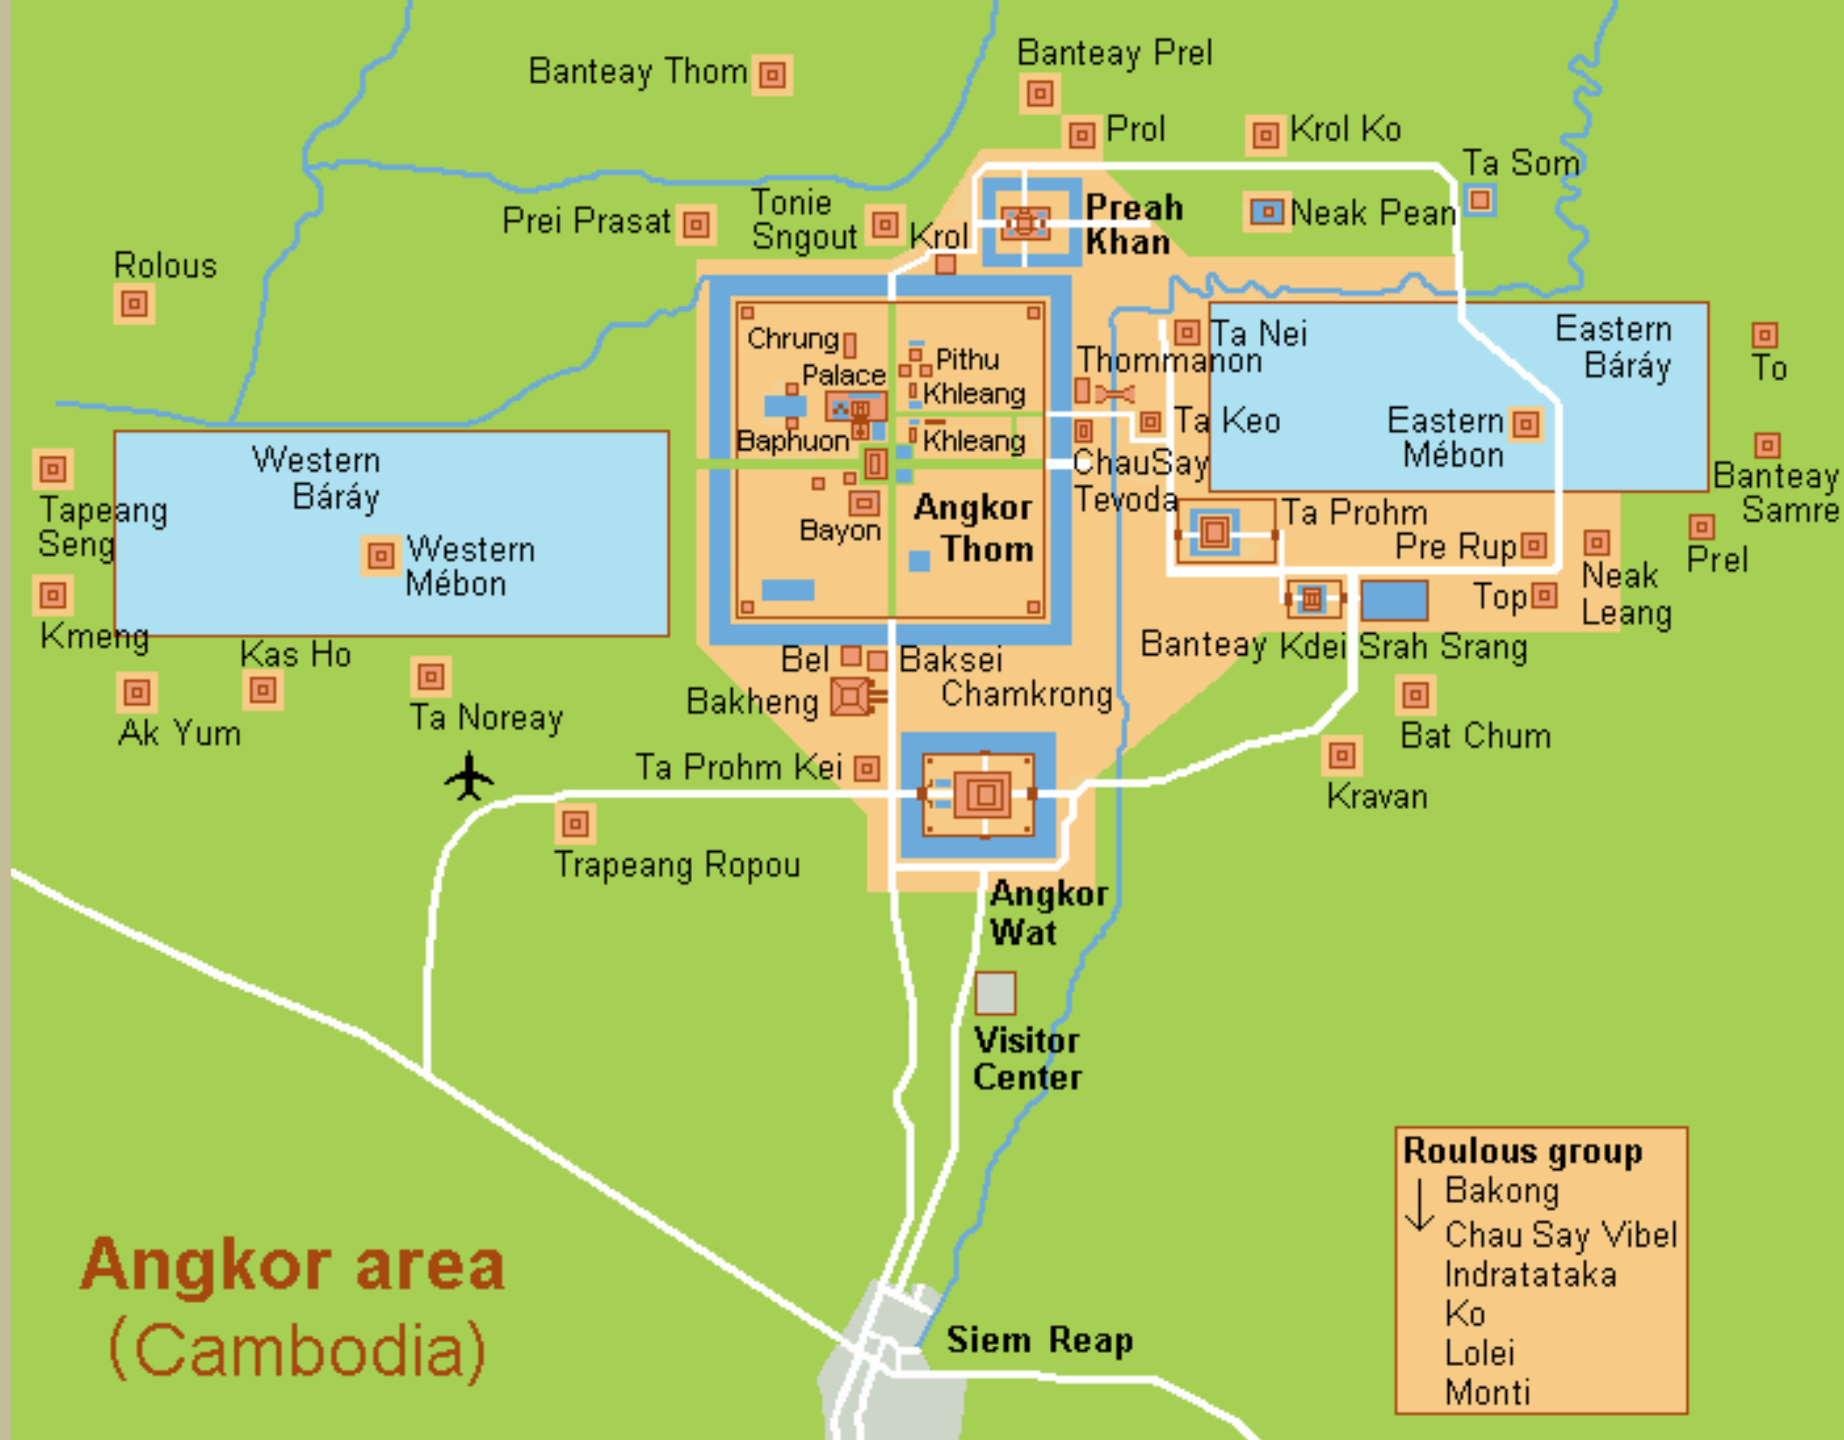 Banteay Prel
Banteay Thom
Prol
Krol Ko
Ta Som
Tonie
Sngout
Prei Prasat
Krol
Preah
Khan
Neak Pean
Rolous
Chrung
Palace
Pithu
Khleang
Baphuon
Khleang
Bayon
Angkor
Thom
Thommanon
Ta Nei
Ta Keo
ChauSay
Tevoda
Eastern
Báráy
Eastern
Mébon
To
Banteay
Samre
Prel
Western
Báráy
Western
Mébon
Tapeang
Seng
Kmeng
Kas Ho
Ak Yum
Ta Noreay
Ta Prohm
Pre Rup
Top
Neak
Leang
Banteay Kdei
Srah Srang
Bel
Baksei
Chamkrong
Bakheng
Bat Chum
Kravan
Ta Prohm Kei
Trapeang Ropou
Angkor
Wat
Visitor
Center
Siem Reap
Roulous group
Bakong
Chau Say Vibel
Indratataka
Ko
Lolei
Monti
Angkor area
(Cambodia)